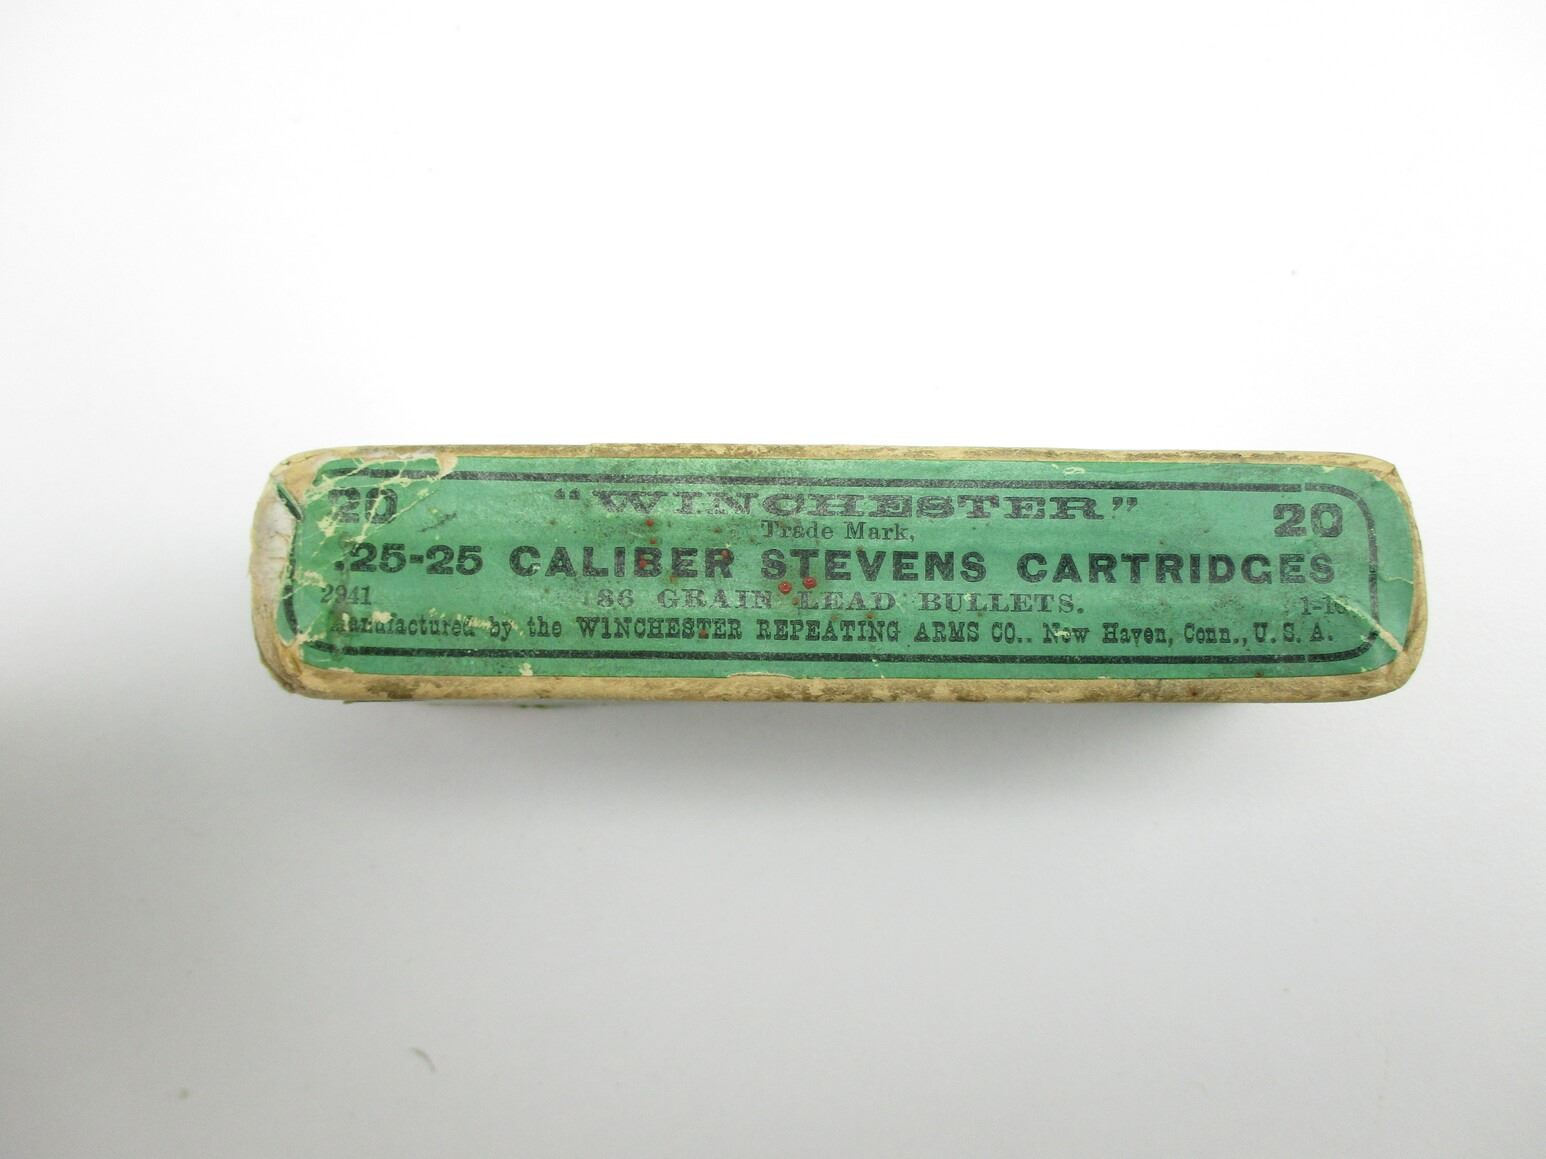 20 "WINCHESTER" 20
Trade Mark,
.25-25 CALIBER STEVENS CARTRIDGES
2941 86 GRAIN LEAD BULLETS.
Manufactured by the WINCHESTER REPEATING ARMS CO.. New Haven, Conn., U. S. A.